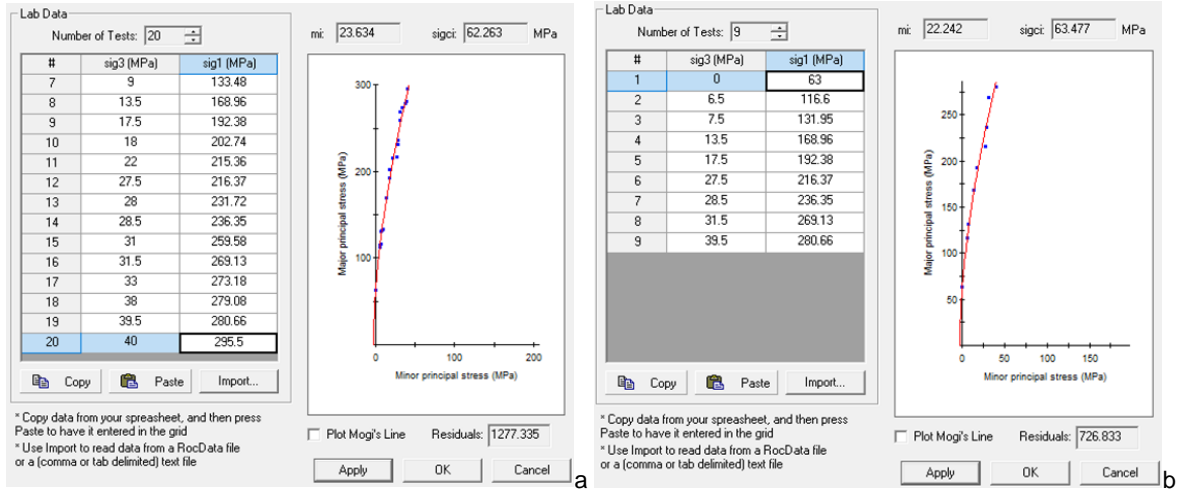 Lab Data
Number of Tests: 20
# sig3 (MPa) sig1 (MPa)
7 9 133.48
8 13.5 168.96
9 17.5 192.38
10 18 202.74
11 22 215.36
12 27.5 216.37
13 28 231.72
14 28.5 236.35
15 31 259.58
16 31.5 269.13
17 33 273.18
18 38 279.08
19 39.5 280.66
20 40 295.5
Copy Paste Import...
* Copy data from your spreasheet, and then press
Paste to have it entered in the grid
* Use Import to read data from a RocData file
or a (comma or tab delimited) text file
mi: 23.634 sigci: 62.263 MPa
Major principal stress (MPa)
300
200
100
0 100 200
Minor principal stress (MPa)
Plot Mogi's Line Residuals: 1277.335
Apply OK Cancel
a
Lab Data
Number of Tests: 9
# sig3 (MPa) sig1 (MPa)
1 0 63
2 6.5 116.6
3 7.5 131.95
4 13.5 168.96
5 17.5 192.38
6 27.5 216.37
7 28.5 236.35
8 31.5 269.13
9 39.5 280.66
Copy Paste Import...
* Copy data from your spreasheet, and then press
Paste to have it entered in the grid
* Use Import to read data from a RocData file
or a (comma or tab delimited) text file
mi: 22.242 sigci: 63.477 MPa
Major principal stress (MPa)
250
200
150
100
50
0 50 100 150
Minor principal stress (MPa)
Plot Mogi's Line Residuals: 726.833
Apply OK Cancel
b